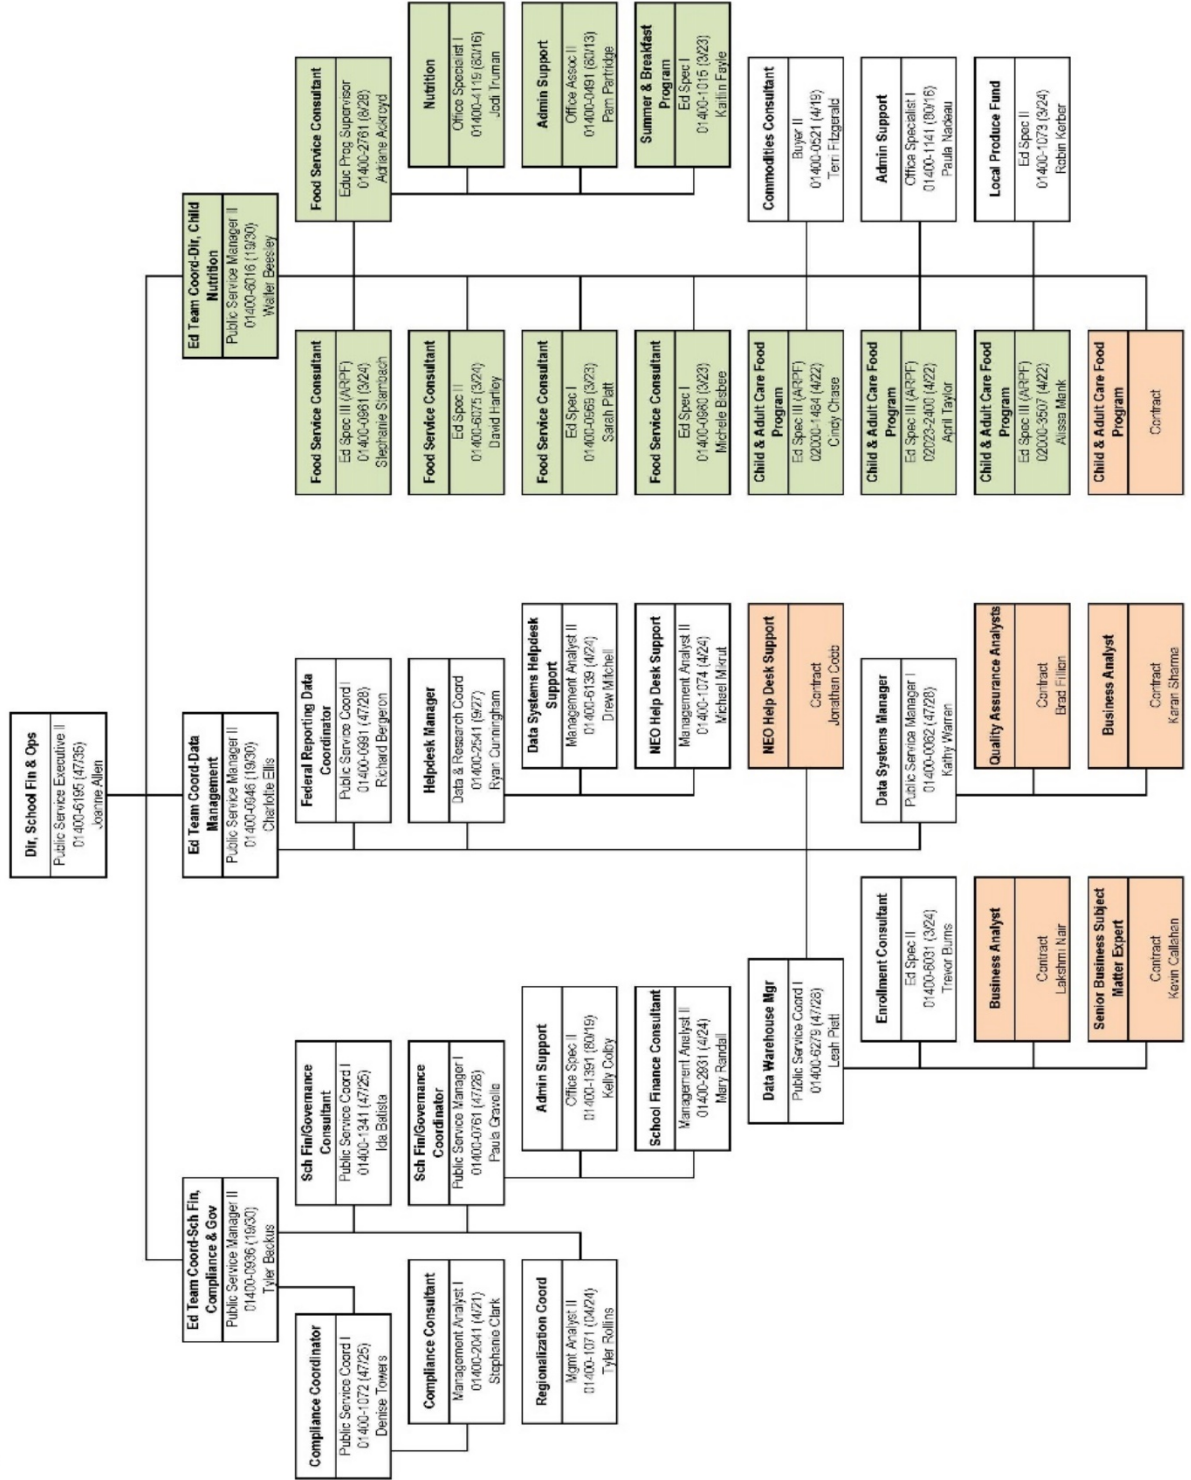 Dir, School Fin & Ops
Public Service Executive II
01400-6195 (47/35)
Joanne Allen
Ed Team Coord-Sch Fin,
Compliance & Gov
Public Service Manager II
01400-0936 (19/30)
Tyler Backus
Compliance Coordinator
Public Service Coord I
01400-1072 (47/25)
Denise Towers
Compliance Consultant
Management Analyst I
01400-2041 (4/21)
Stephanie Clark
Regionalization Coord
Mgmt Analyst II
01400-1071 (04/24)
Tyler Rollins
Sch Fin/Governance
Consultant
Public Service Coord I
01400-1341 (47/25)
Ida Batista
Sch Fin/Governance
Coordinator
Public Service Manager I
01400-0761 (47/28)
Paula Gravelle
Admin Support
Office Spec II
01400-1391 (80/19)
Kelly Colby
School Finance Consultant
Management Analyst II
01400-2931 (4/24)
Mary Randall
Ed Team Coord-Data
Management
Public Service Manager II
01400-0946 (19/30)
Charlotte Ellis
Federal Reporting Data
Coordinator
Public Service Coord I
01400-0991 (47/28)
Richard Bergeron
Helpdesk Manager
Data & Research Coord
01400-2541 (9/27)
Ryan Cunningham
Data Systems Helpdesk
Support
Management Analyst II
01400-6139 (4/24)
Drew Mitchell
NEO Help Desk Support
Management Analyst II
01400-1074 (4/24)
Michael Mikrut
NEO Help Desk Support
Contract
Jonathan Cobb
Data Warehouse Mgr
Public Service Coord I
01400-6279 (47/28)
Leah Platt
Enrollment Consultant
Ed Spec II
01400-6031 (3/24)
Trevor Burns
Business Analyst
Contract
Lakshmi Nair
Senior Business Subject
Matter Expert
Contract
Kevin Callahan
Data Systems Manager
Public Service Manager I
01400-0062 (47/28)
Kathy Warren
Quality Assurance Analysts
Contract
Brad Fillion
Business Analyst
Contract
Karan Sharma
Ed Team Coord-Dir, Child
Nutrition
Public Service Manager II
01400-6016 (19/30)
Walter Beesley
Food Service Consultant
Ed Spec III (ARPF)
01400-0961 (3/24)
Stephanie Stambach
Food Service Consultant
Ed Spec II
01400-6075 (3/24)
David Hartley
Food Service Consultant
Ed Spec I
01400-0969 (3/23)
Sarah Platt
Food Service Consultant
Ed Spec I
01400-0960 (3/23)
Michele Bisbee
Child & Adult Care Food
Program
Ed Spec III (ARPF)
02000-1484 (4/22)
Cindy Chase
Child & Adult Care Food
Program
Ed Spec III (ARPF)
02023-2400 (4/22)
April Taylor
Child & Adult Care Food
Program
Ed Spec III (ARPF)
02000-3507 (4/22)
Alissa Mank
Child & Adult Care Food
Program
Contract
Food Service Consultant
Educ Prog Supervisor
01400-2761 (8/28)
Adriane Ackroyd
Nutrition
Office Specialist I
01400-4119 (80/16)
Jodi Truman
Admin Support
Office Assoc II
01400-0491 (80/13)
Pam Partridge
Summer & Breakfast
Program
Ed Spec I
01400-1015 (3/23)
Kaitlin Fayle
Commodities Consultant
Buyer II
01400-0521 (4/19)
Terri Fitzgerald
Admin Support
Office Specialist I
01400-1141 (80/16)
Paula Nadeau
Local Produce Fund
Ed Spec II
01400-1073 (3/24)
Robin Kerber